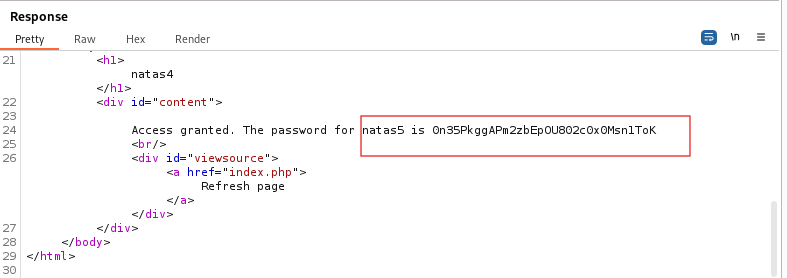 Response
Pretty Raw Hex Render \n
21 <h1>
natas4
</h1>
22 <div id="content">
23
24 Access granted. The password for natas5 is 0n35PkggAPm2zbEpOU802c0x0Msn1ToK
25 <br/>
26 <div id="viewsource">
<a href="index.php">
Refresh page
</a>
</div>
27 </div>
28 </body>
29 </html>
30